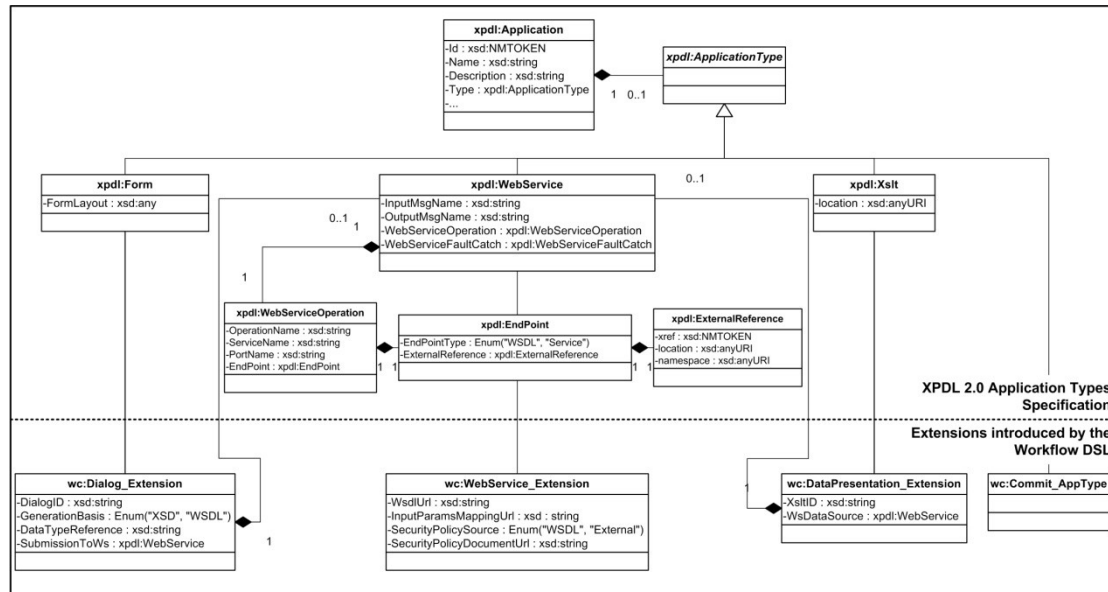 xpdl:Application
-Id : xsd:NMTOKEN
-Name : xsd:string
-Description : xsd:string
-Type : xpdl:ApplicationType
-...
xpdl:ApplicationType
1
0..1
xpdl:Form
-FormLayout : xsd:any
xpdl:WebService
-InputMsgName : xsd:string
-OutputMsgName : xsd:string
-WebServiceOperation : xpdl:WebServiceOperation
-WebServiceFaultCatch : xpdl:WebServiceFaultCatch
0..1
xpdl:Xslt
-location : xsd:anyURI
0..1
1
1
xpdl:WebServiceOperation
-OperationName : xsd:string
-ServiceName : xsd:string
-PortName : xsd:string
-EndPoint : xpdl:EndPoint
1
1
xpdl:EndPoint
-EndPointType : Enum("WSDL", "Service")
-ExternalReference : xpdl:ExternalReference
1
1
xpdl:ExternalReference
-xref : xsd:NMTOKEN
-location : xsd:anyURI
-namespace : xsd:anyURI
XPDL 2.0 Application Types
Specification
Extensions introduced by the
Workflow DSL
wc:Dialog_Extension
-DialogID : xsd:string
-GenerationBasis : Enum("XSD", "WSDL")
-DataTypeReference : xsd:string
-SubmissionToWs : xpdl:WebService
1
wc:WebService_Extension
-WsdlUrl : xsd:string
-InputParamsMappingUrl : xsd : string
-SecurityPolicySource : Enum("WSDL", "External")
-SecurityPolicyDocumentUrl : xsd:string
1
wc:DataPresentation_Extension
-XsltID : xsd:string
-WsDataSource : xpdl:WebService
wc:Commit_AppType